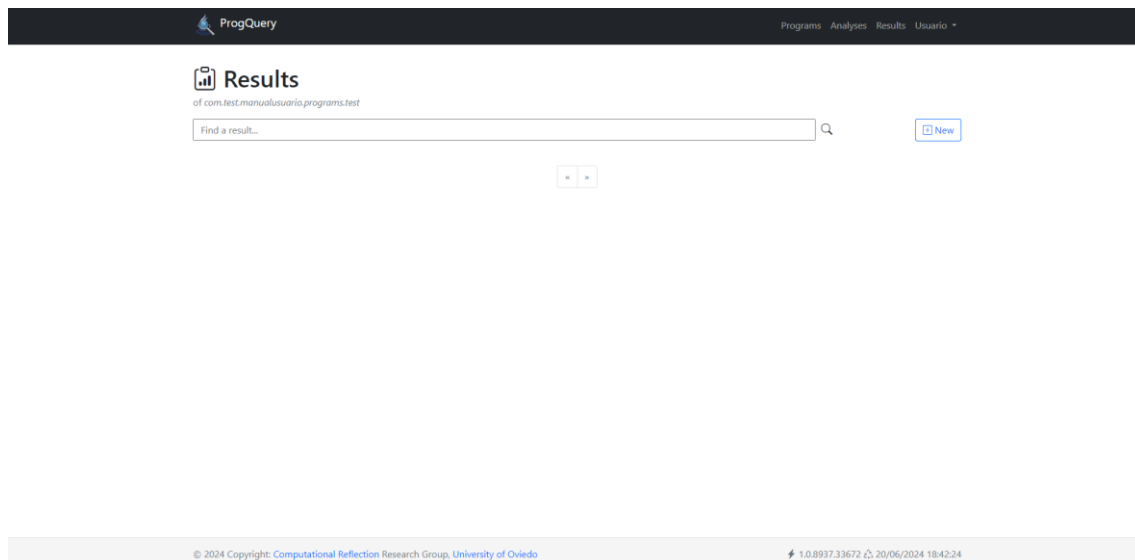 ProgQuery
Programs Analyses Results Usuario
Results
of com.test.manualusuario.programs.test
Find a result...
New
« »
© 2024 Copyright: Computational Reflection Research Group, University of Oviedo
1.0.8937.33672 20/06/2024 18:42:24